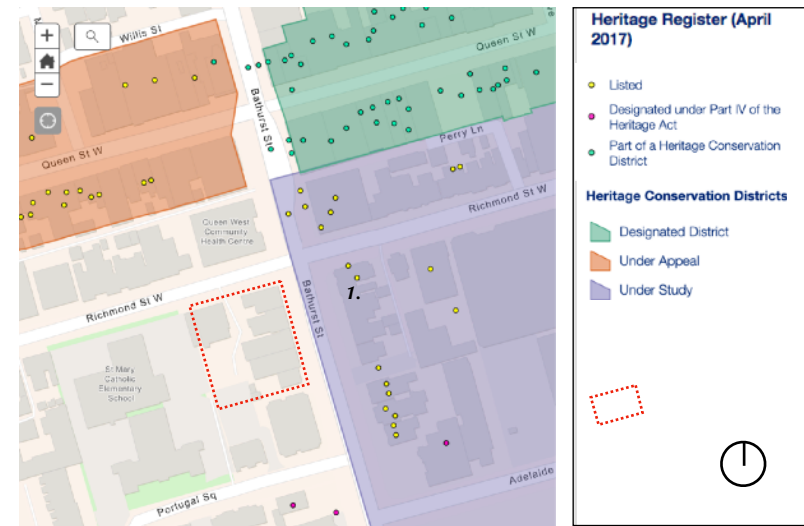 Willis St
Queen St W
Bathurst St
Perry Ln
Queen St W
Richmond St W
Queen West
Community
Health Centre
1.
Bathurst St
Richmond St W
St Mary
Catholic
Elementary
School
Adelaide
Portugal Sq
Heritage Register (April
2017)
Listed
Designated under Part IV of the
Heritage Act
Part of a Heritage Conservation
District
Heritage Conservation Districts
Designated District
Under Appeal
Under Study